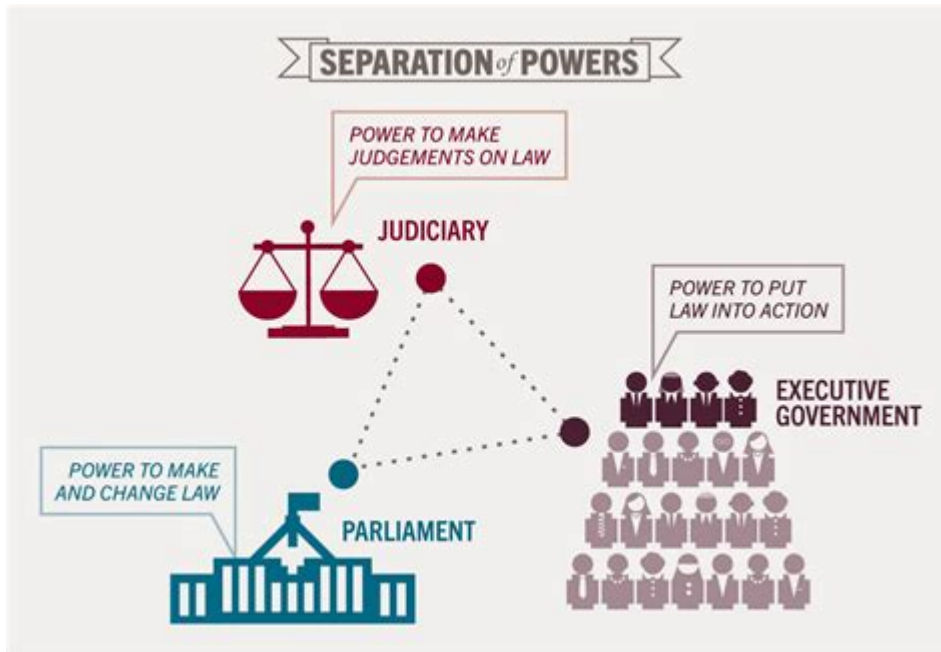 SEPARATION of POWERS
POWER TO MAKE
JUDGEMENTS ON LAW
JUDICIARY
POWER TO PUT
LAW INTO ACTION
EXECUTIVE
GOVERNMENT
POWER TO MAKE
AND CHANGE LAW
PARLIAMENT